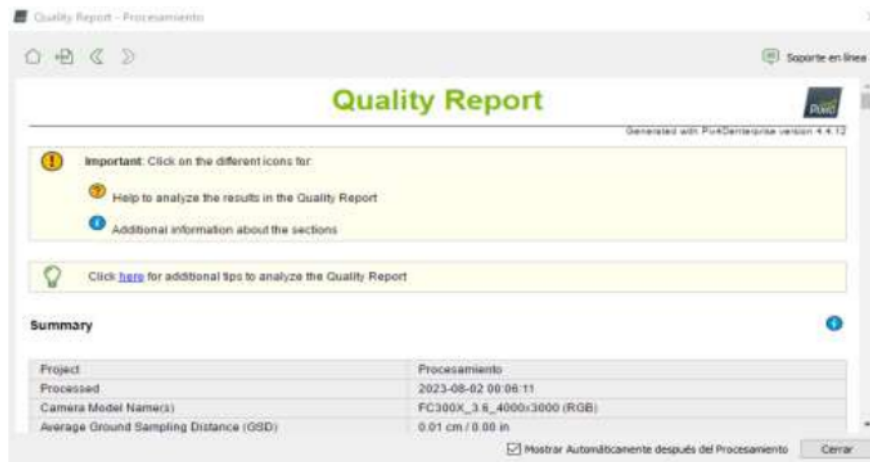 Quality Report - Procesamiento
Soporte en línea
Quality Report
Generated with Pix4Denterprise version 4.4.12
Important: Click on the different icons for:
Help to analyze the results in the Quality Report
Additional information about the sections
Click here for additional tips to analyze the Quality Report
Summary
Project Procesamiento
Processed 2023-08-02 00:06:11
Camera Model Name(s) FC300X_3.6_4000x3000 (RGB)
Average Ground Sampling Distance (GSD) 0.01 cm / 0.00 in
Mostrar Automáticamente después del Procesamiento Cerrar